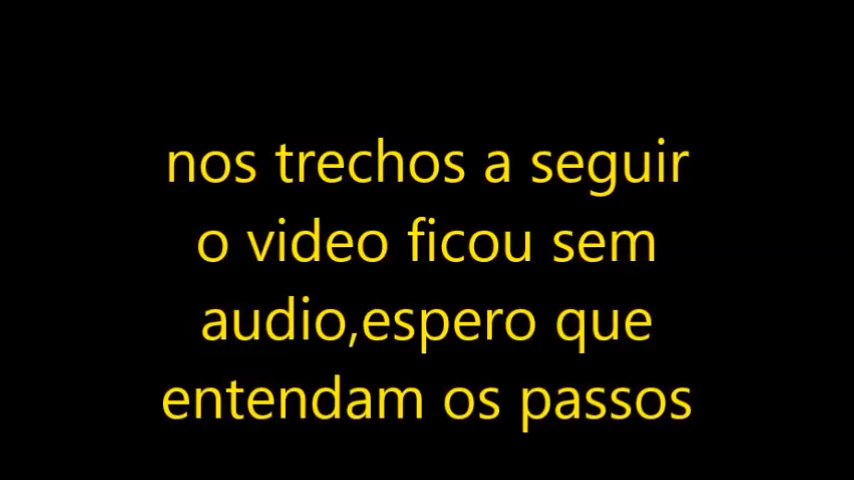 nos trechos a seguir
o video ficou sem
audio,espero que
entendam os passos